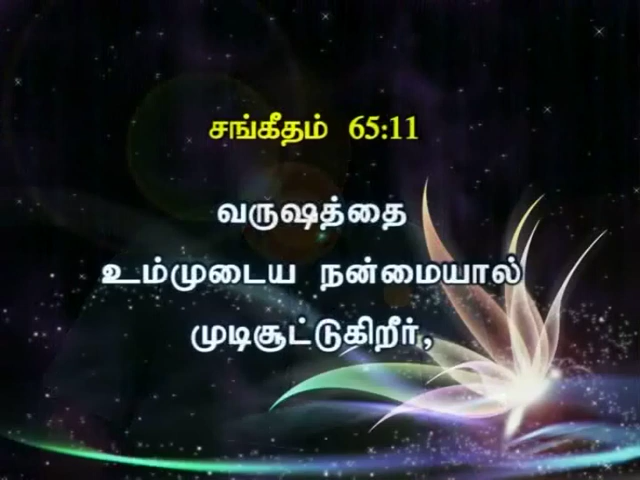 சங்கீதம் 65:11
வருஷத்தை
உம்முடைய நன்மையால்
முடிசூட்டுகிறீர்,